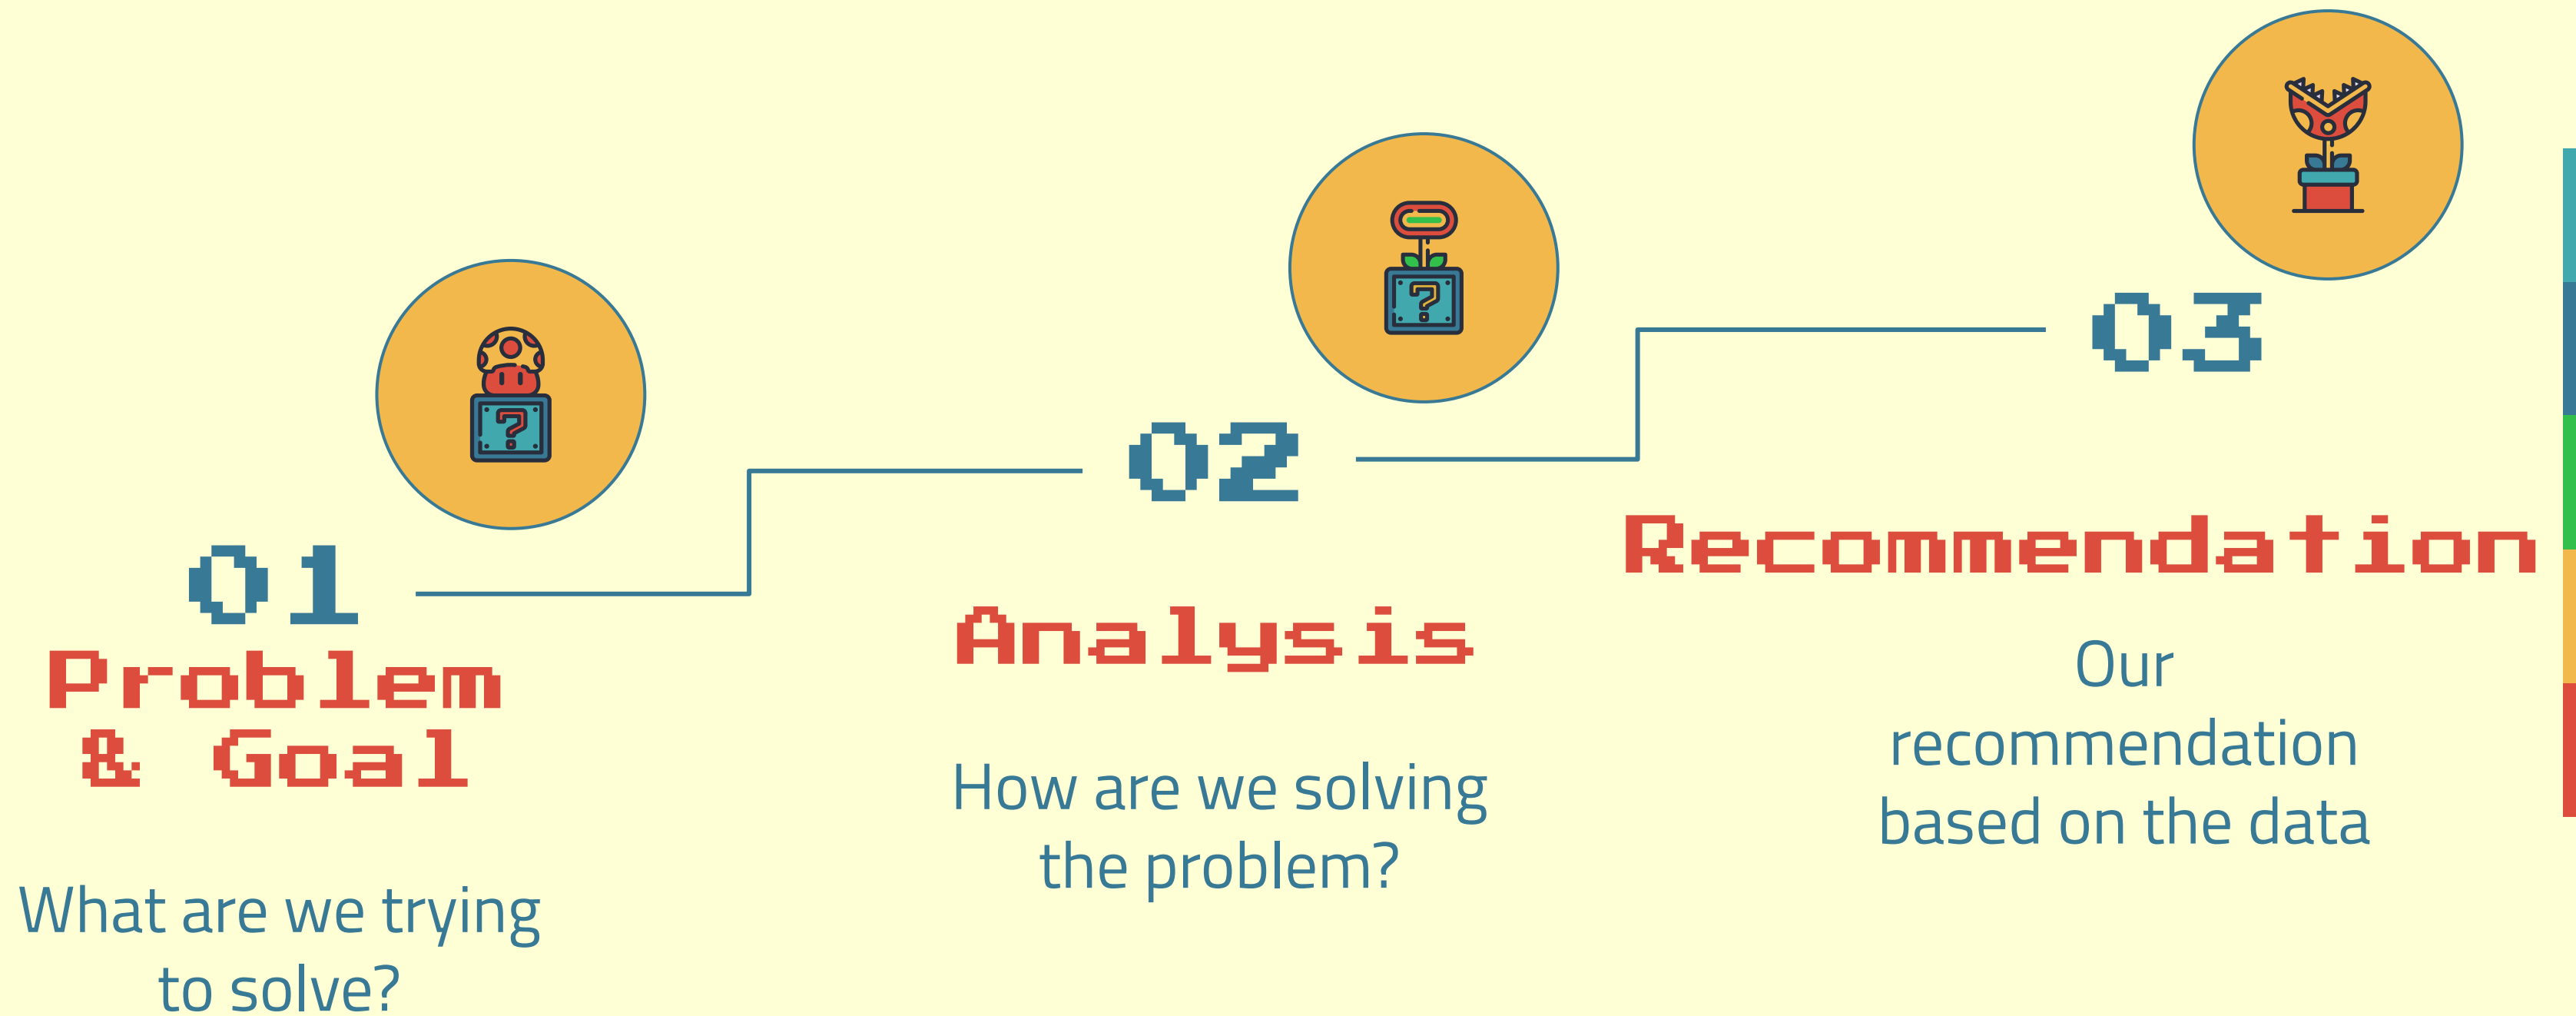 01
Problem
& Goal
What are we trying
to solve?
?
02
Analysis
How are we solving
the problem?
?
03
Recommendation
Our
recommendation
based on the data